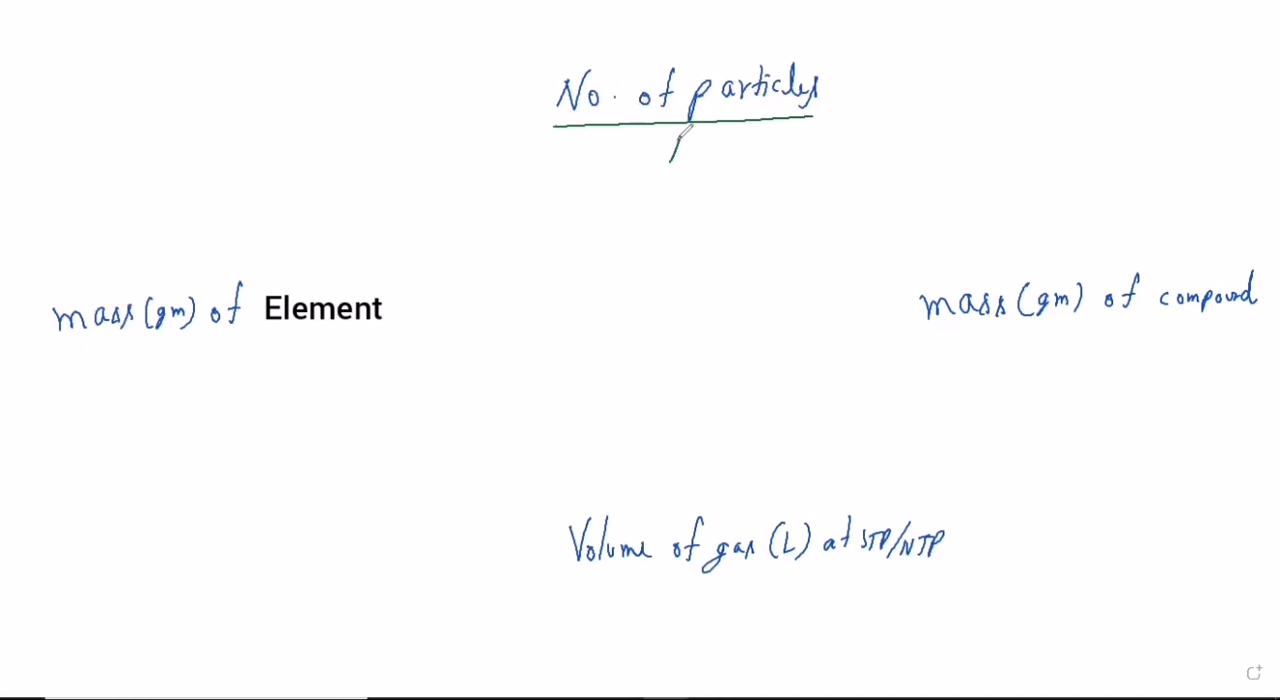 No. of particles
mass(gm) of Element
mass(gm) of compound
Volume of gas (L) at STP/NTP